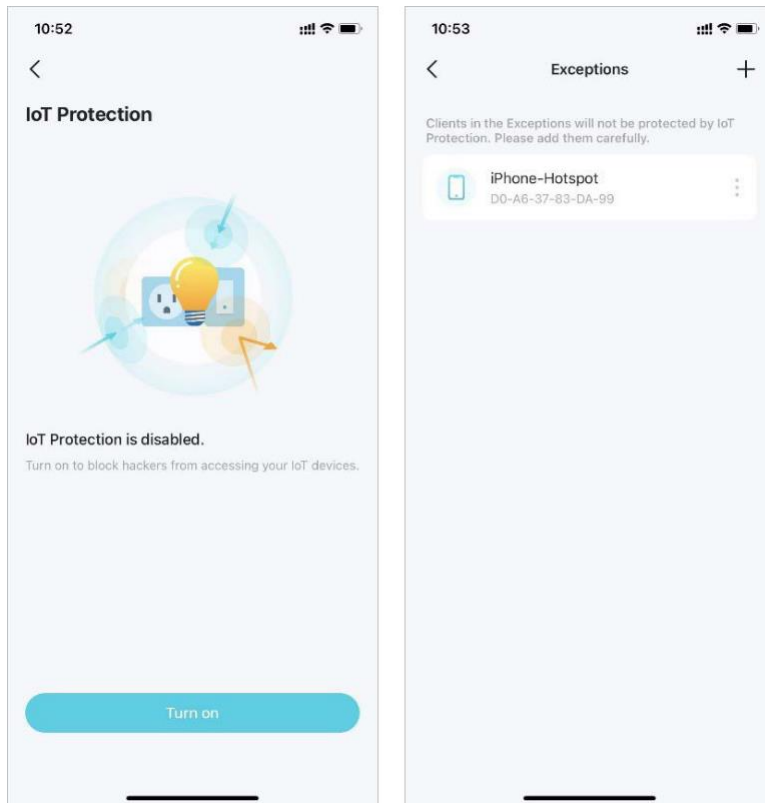 10:52
IoT Protection
IoT Protection is disabled.
Turn on to block hackers from accessing your IoT devices.
Turn on
10:53
Exceptions
Clients in the Exceptions will not be protected by IoT
Protection. Please add them carefully.
iPhone-Hotspot
D0-A6-37-83-DA-99